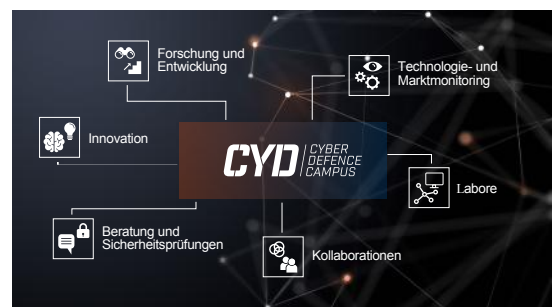 Forschung und
Entwicklung
Technologie- und
Marktmonitoring
Innovation
CYD
CYBER
DEFENCE
CAMPUS
Labore
Beratung und
Sicherheitsprüfungen
Kollaborationen